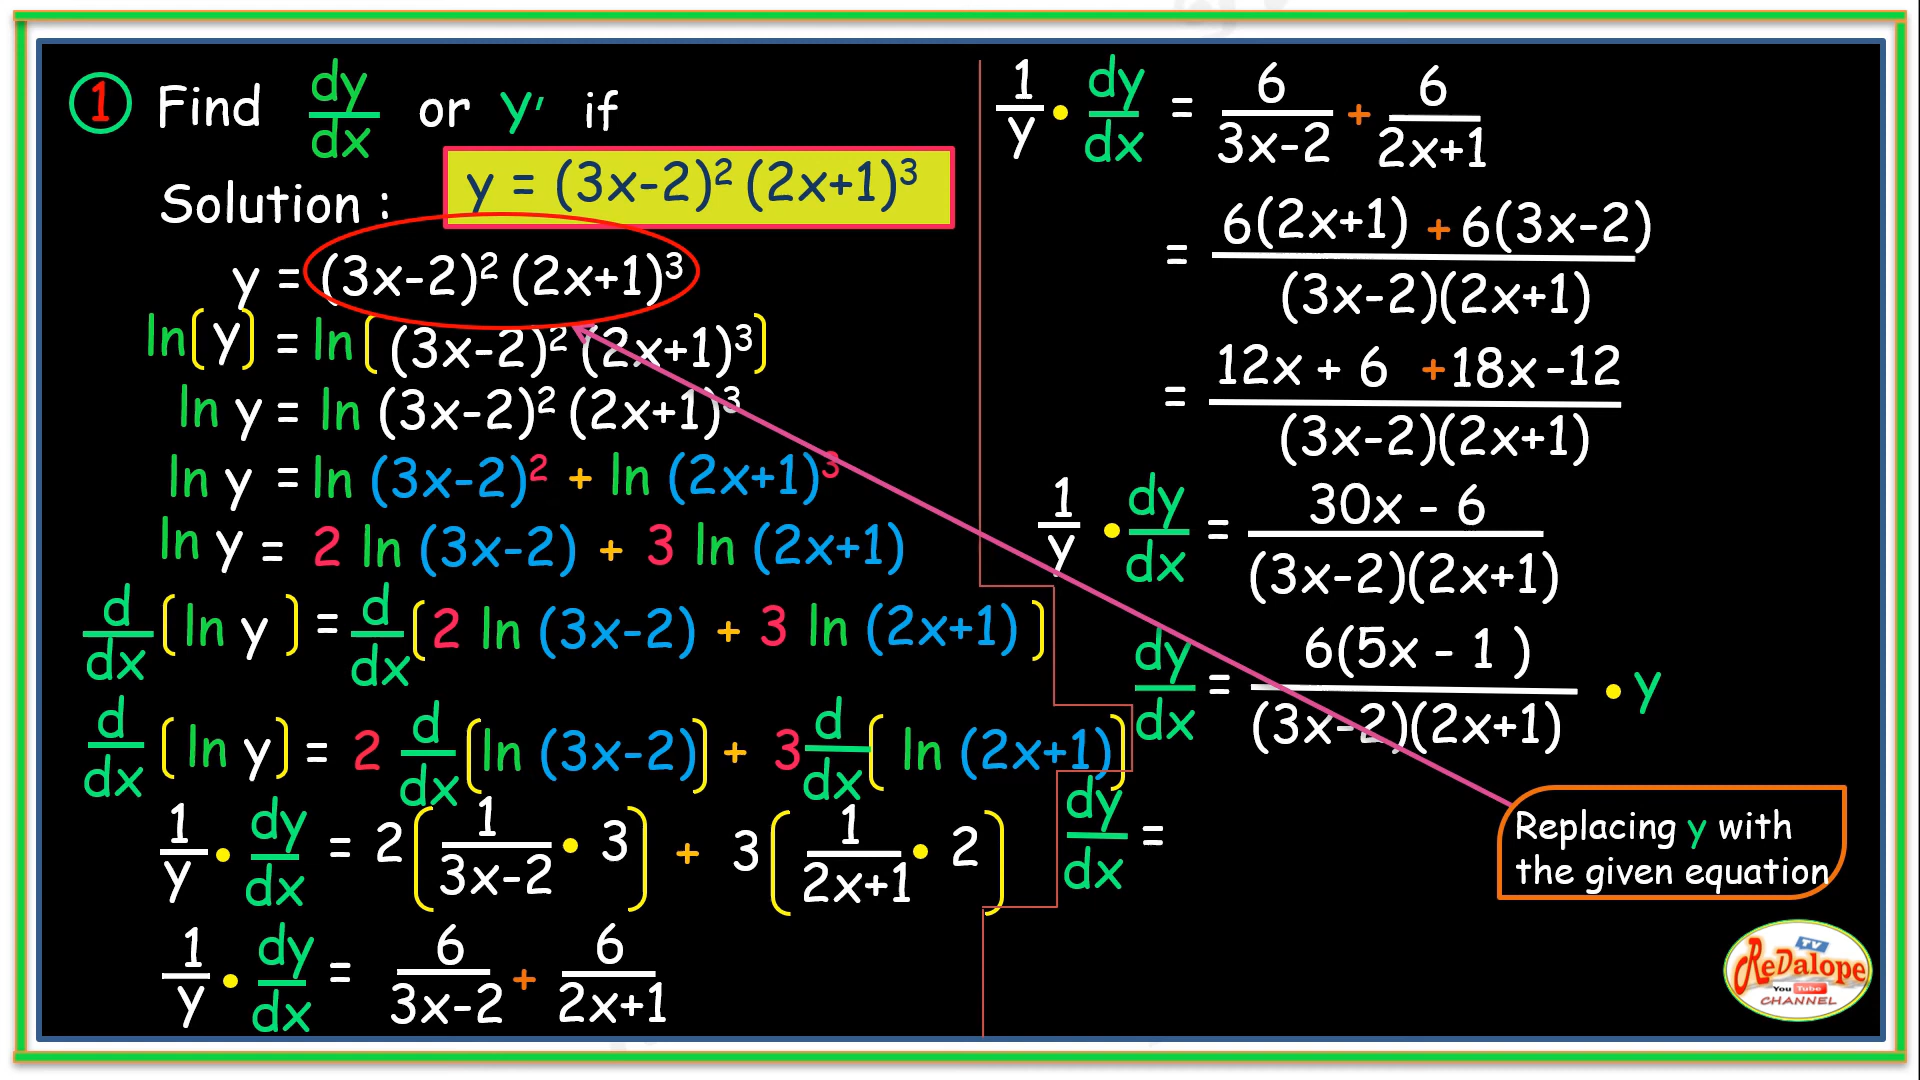 1 Find dy/dx or y' if
y = (3x-2)² (2x+1)³
Solution :
y = (3x-2)² (2x+1)³
ln(y) = ln( (3x-2)² (2x+1)³)
ln y = ln (3x-2)² (2x+1)³
ln y = ln (3x-2)² + ln (2x+1)³
ln y = 2 ln (3x-2) + 3 ln (2x+1)
d/dx (ln y) = d/dx (2 ln (3x-2) + 3 ln (2x+1))
d/dx (ln y) = 2 d/dx (ln (3x-2)) + 3 d/dx ( ln (2x+1))
1/y • dy/dx = 2 (1/3x-2 • 3) + 3 (1/2x+1 • 2)
1/y • dy/dx = 6/3x-2 + 6/2x+1
1/y • dy/dx = 6/3x-2 + 6/2x+1
= 6(2x+1) + 6(3x-2)/(3x-2)(2x+1)
= 12x + 6 + 18x - 12/(3x-2)(2x+1)
1/y • dy/dx = 30x - 6/(3x-2)(2x+1)
dy/dx = 6(5x - 1 )/(3x-2)(2x+1) • y
dy/dx =
Replacing y with
the given equation
TV
ReDalope
You Tube
CHANNEL